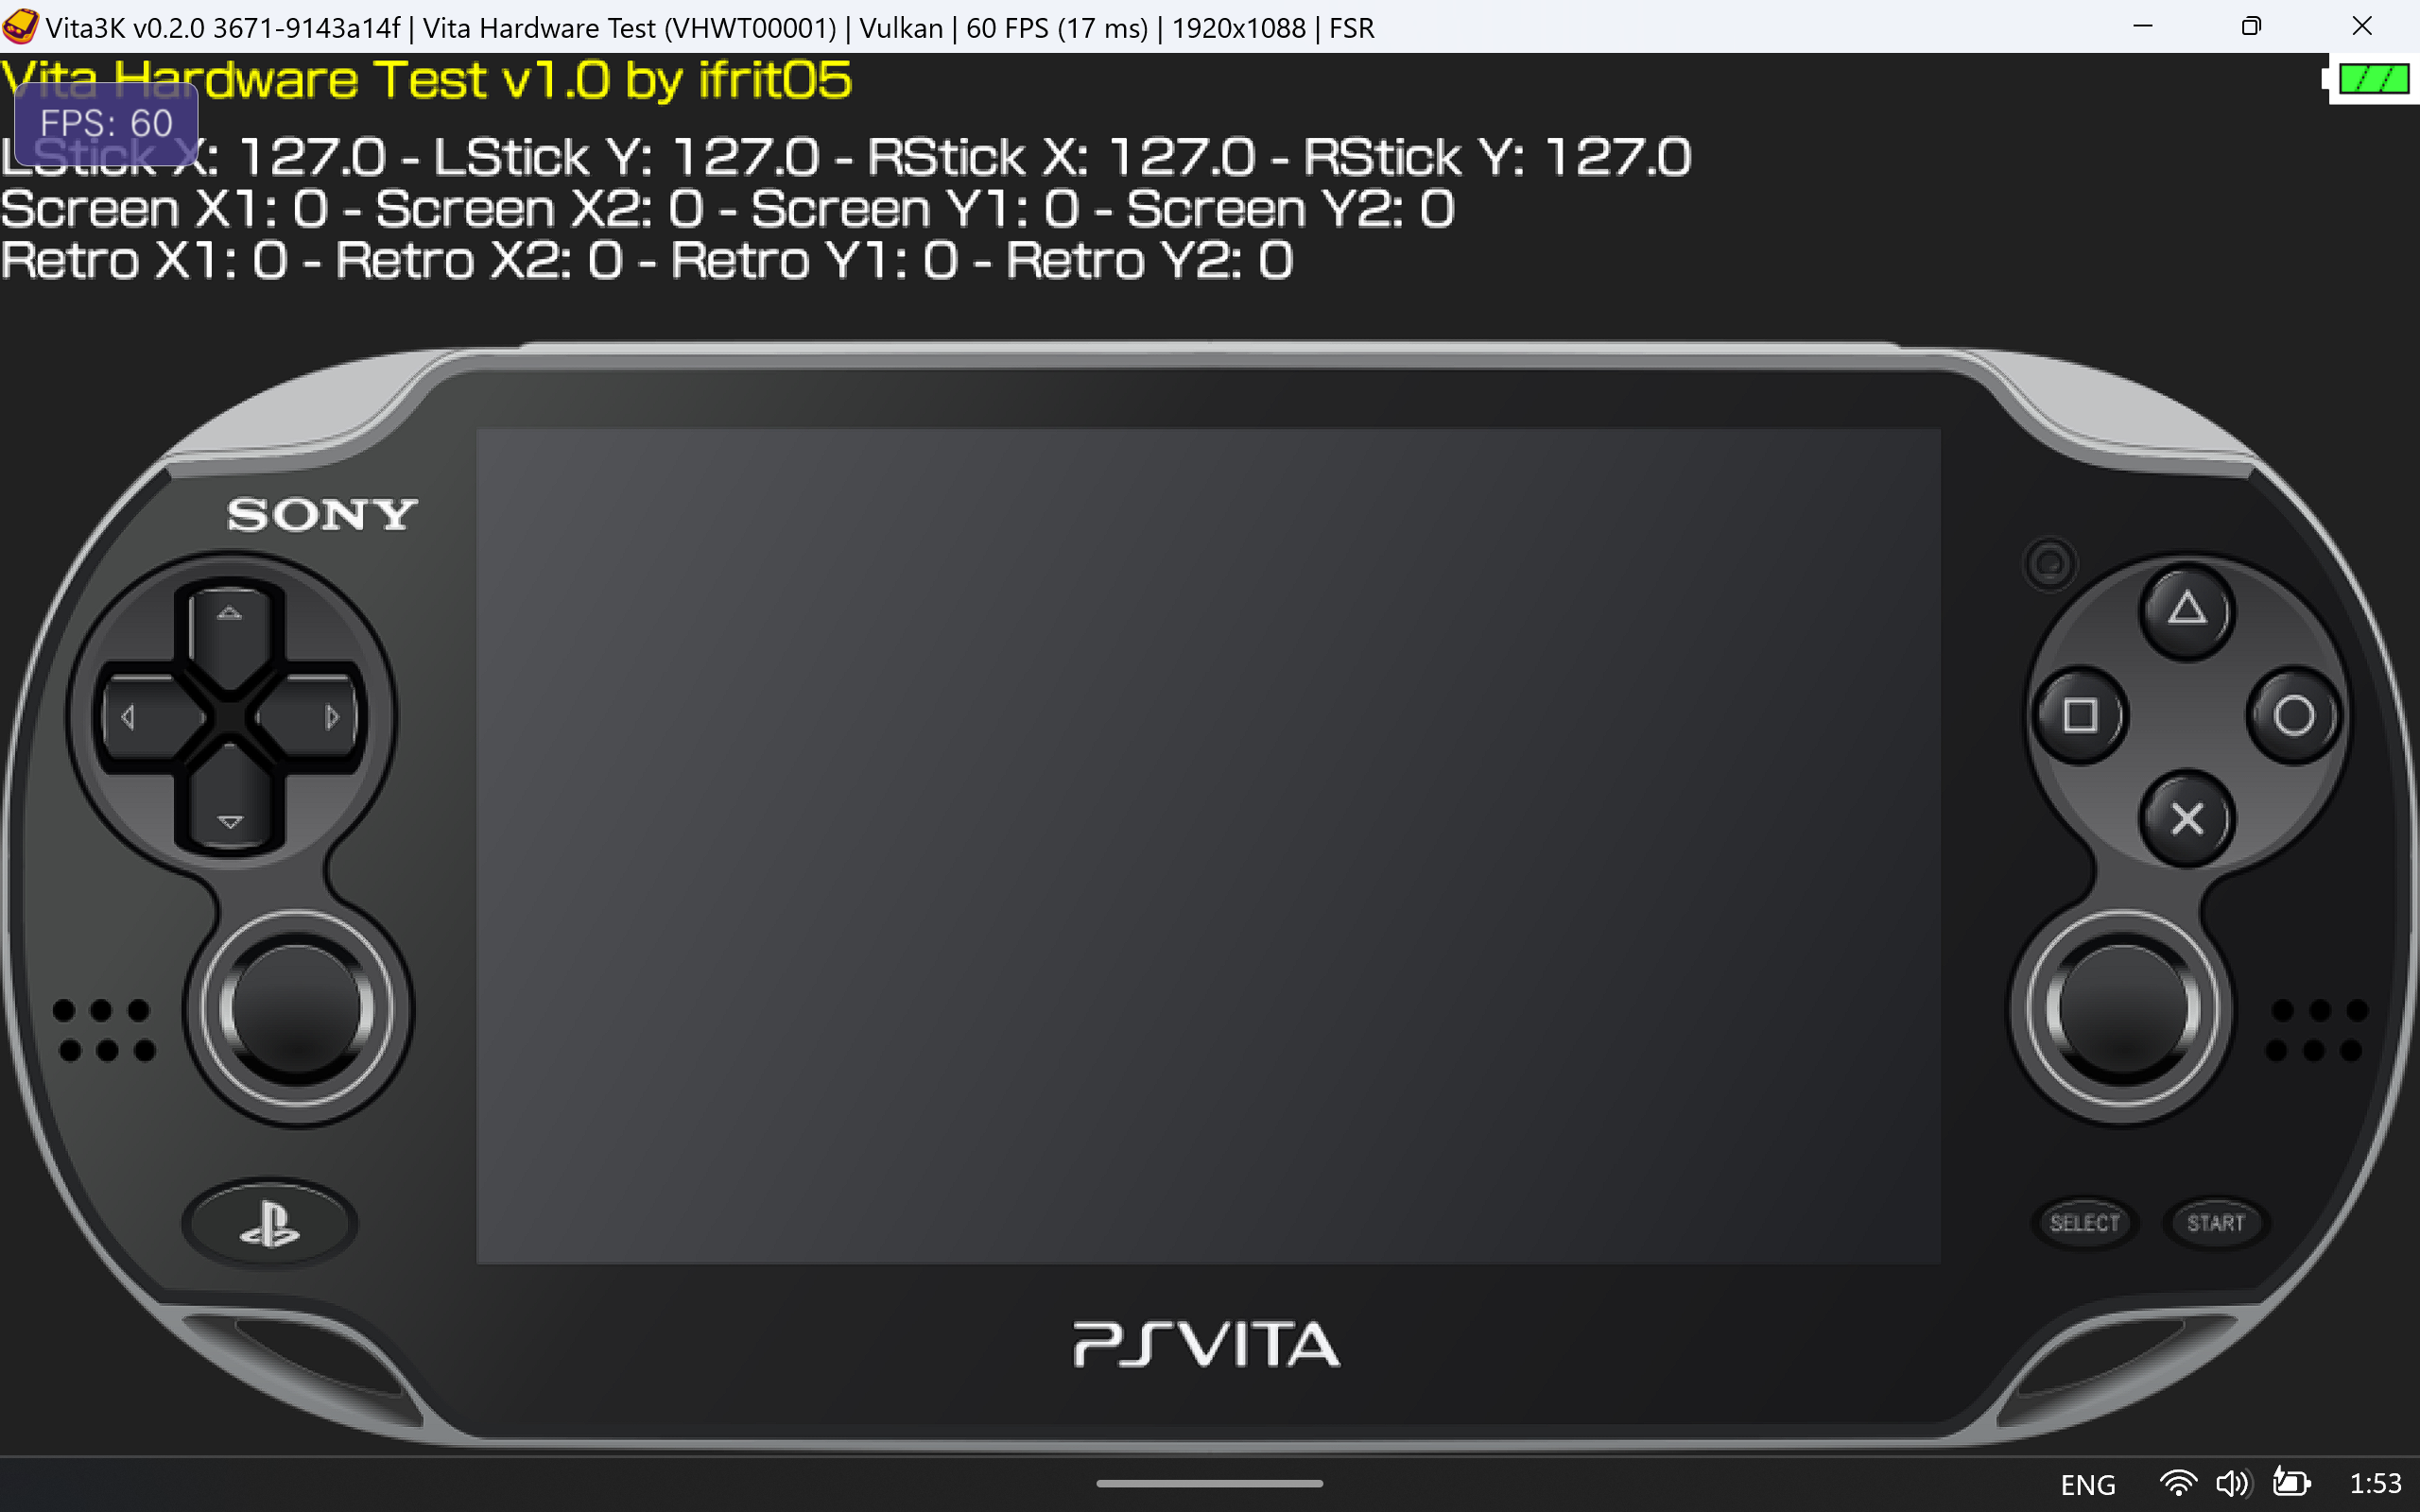 Vita3K v0.2.0 3671-9143a14f | Vita Hardware Test (VHWT00001) | Vulkan | 60 FPS (17 ms) | 1920x1088 | FSR
Vita Hardware Test v1.0 by ifrit05
FPS: 60
LStick X: 127.0 - LStick Y: 127.0 - RStick X: 127.0 - RStick Y: 127.0
Screen X1: 0 - Screen X2: 0 - Screen Y1: 0 - Screen Y2: 0
Retro X1: 0 - Retro X2: 0 - Retro Y1: 0 - Retro Y2: 0
SONY
SELECT START
PSVITA
ENG 1:53